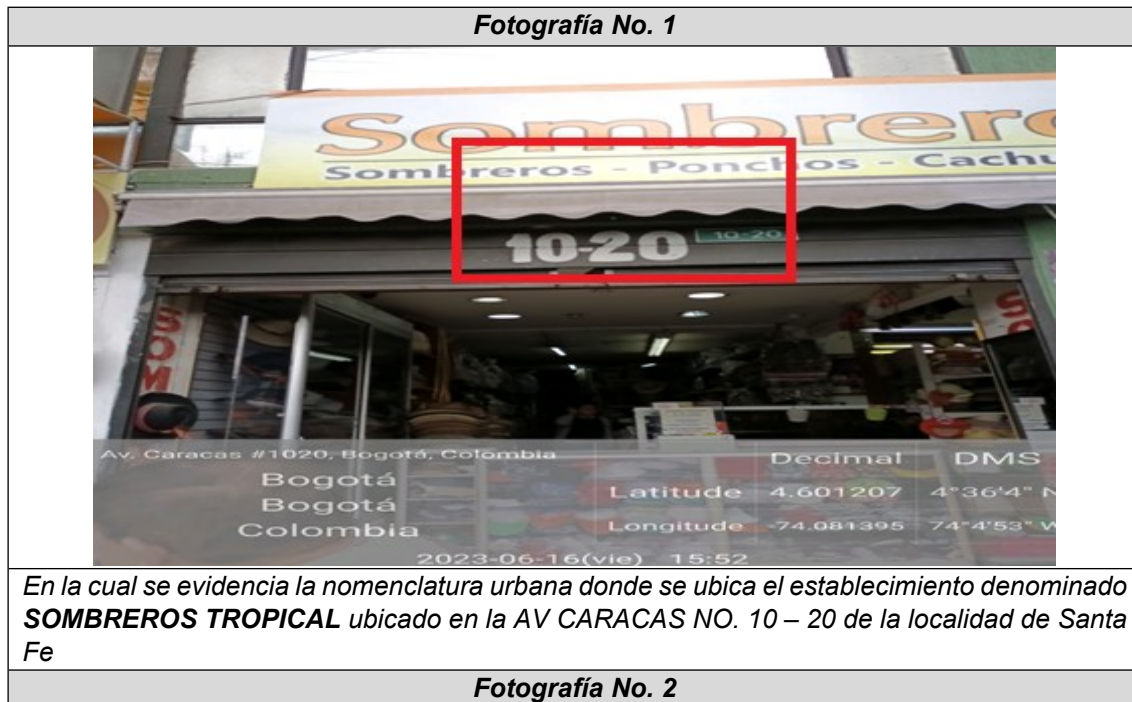 Fotografía No. 1
Sombrer
Sombreros - Ponchos - Cachu
10-20 10-20
SOM
SO
Av. Caracas #1020, Bogotá, Colombia
Bogotá
Bogotá
Colombia
Decimal DMS
Latitude 4.601207 4°36'4" N
Longitude -74.081395 74°4'53" W
2023-06-16(vie) 15:52
En la cual se evidencia la nomenclatura urbana donde se ubica el establecimiento denominado
SOMBREROS TROPICAL ubicado en la AV CARACAS NO. 10 – 20 de la localidad de Santa
Fe
Fotografía No. 2